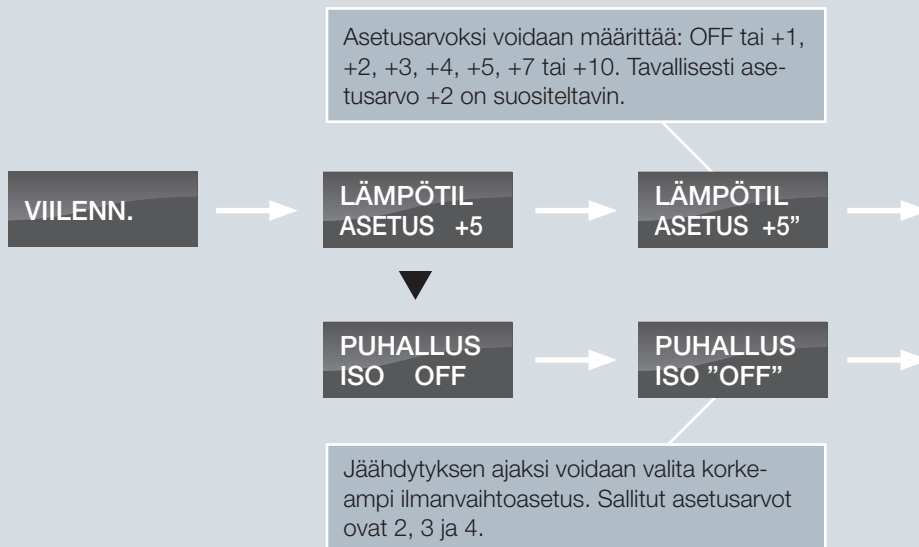 Asetusarvoksi voidaan määrittää: OFF tai +1,
+2, +3, +4, +5, +7 tai +10. Tavallisesti ase-
tusarvo +2 on suositeltavin.
VIILENN.
LÄMPÖTIL
ASETUS +5
LÄMPÖTIL
ASETUS +5”
PUHALLUS
ISO OFF
PUHALLUS
ISO ”OFF”
Jäähdytyksen ajaksi voidaan valita korke-
ampi ilmanvaihtoasetus. Sallitut asetusarvot
ovat 2, 3 ja 4.